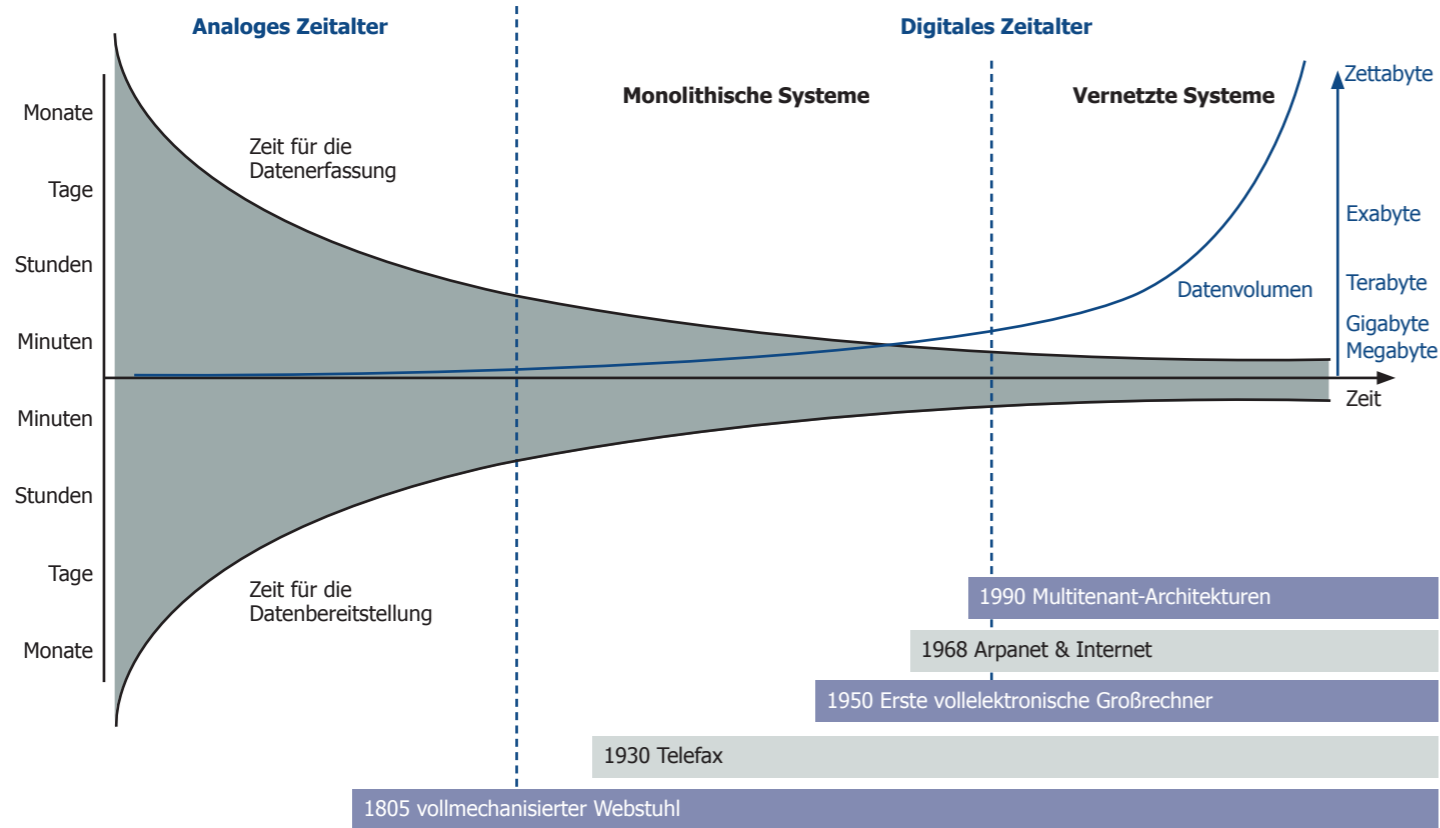 Analoges Zeitalter
Digitales Zeitalter
Monolithische Systeme
Vernetzte Systeme
Zettabyte
Monate
Zeit für die
Datenerfassung
Tage
Exabyte
Stunden
Datenvolumen
Terabyte
Minuten
Gigabyte
Megabyte
Zeit
Minuten
Stunden
Tage
Zeit für die
Datenbereitstellung
Monate
1990 Multitenant-Architekturen
1968 Arpanet & Internet
1950 Erste vollelektronische Großrechner
1930 Telefax
1805 vollmechanisierter Webstuhl